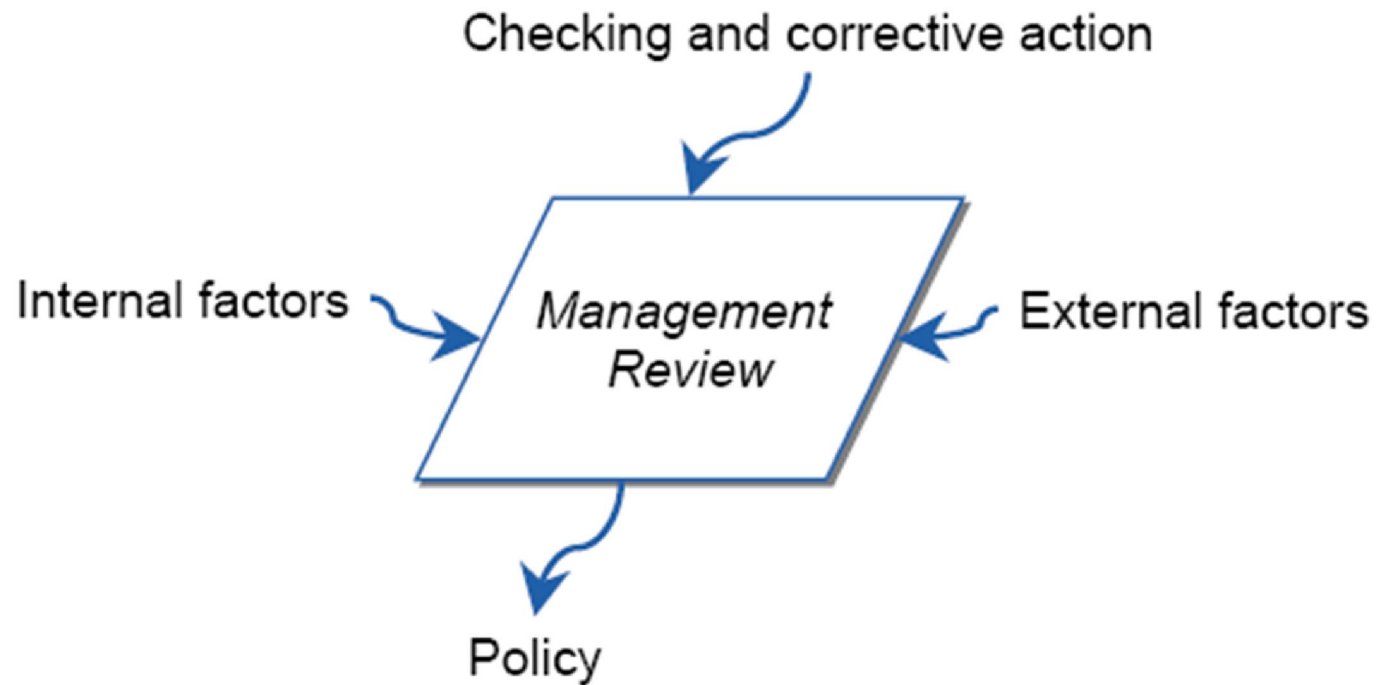 Checking and corrective action
Internal factors
Management
Review
External factors
Policy